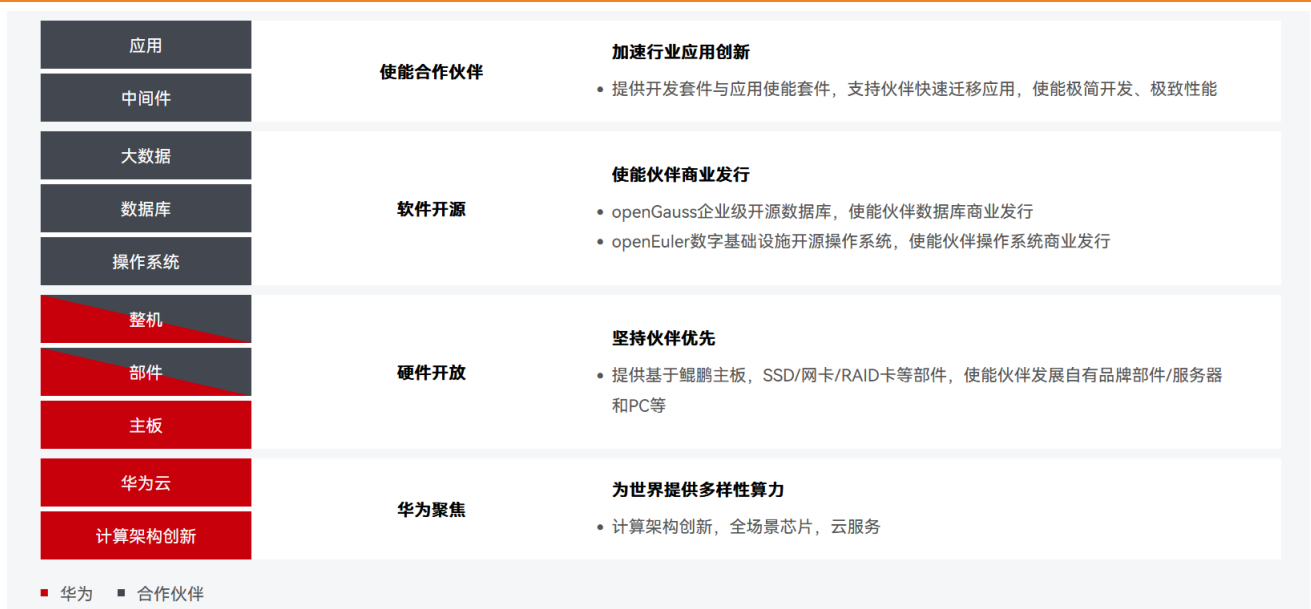 应用
中间件
使能合作伙伴
加速行业应用创新
• 提供开发套件与应用使能套件，支持伙伴快速迁移应用，使能极简开发、极致性能
大数据
数据库
操作系统
软件开源
使能伙伴商业发行
• openGauss企业级开源数据库，使能伙伴数据库商业发行
• openEuler数字基础设施开源操作系统，使能伙伴操作系统商业发行
整机
部件
主板
硬件开放
坚持伙伴优先
• 提供基于鲲鹏主板，SSD/网卡/RAID卡等部件，使能伙伴发展自有品牌部件/服务器
和PC等
华为云
计算架构创新
华为聚焦
为世界提供多样性算力
• 计算架构创新，全场景芯片，云服务
华为 合作伙伴